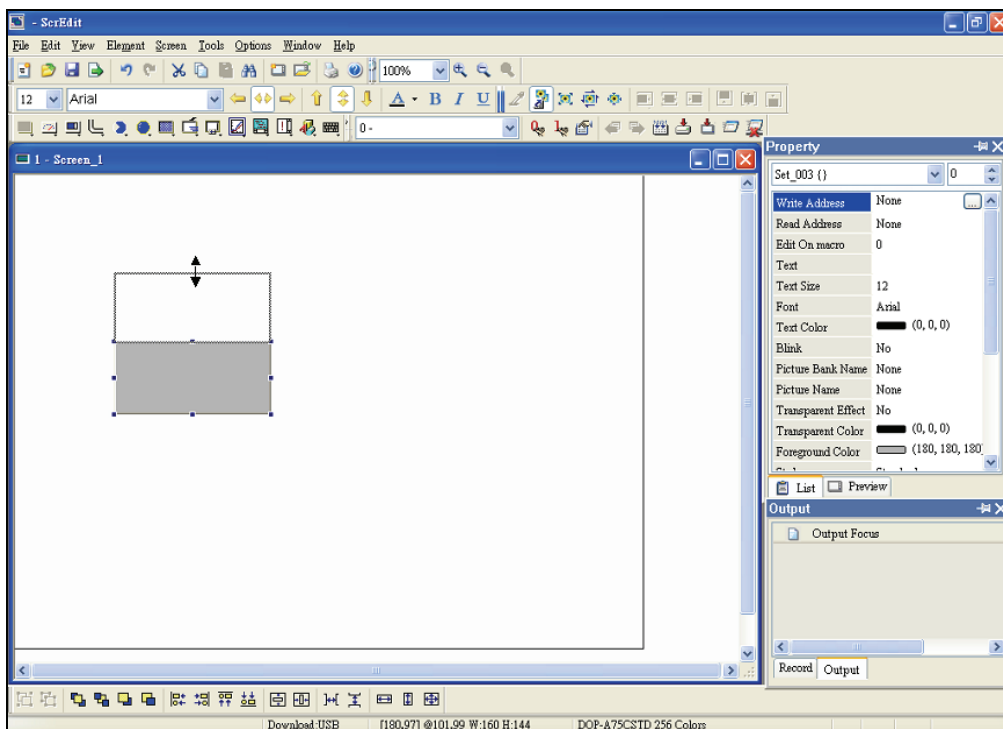 - ScrEdit
File Edit View Element Screen Tools Options Window Help
100%
12 Arial
0 -
1 - Screen_1
Property
Set_003 {} 0
Write Address None ...
Read Address None
Edit On macro 0
Text
Text Size 12
Font Arial
Text Color (0, 0, 0)
Blink No
Picture Bank Name None
Picture Name None
Transparent Effect No
Transparent Color (0, 0, 0)
Foreground Color (180, 180, 180)
List Preview
Output
Output Focus
Record Output
Download:USB [180,97] @101,99 W:160 H:144 DOP-A75CSTD 256 Colors